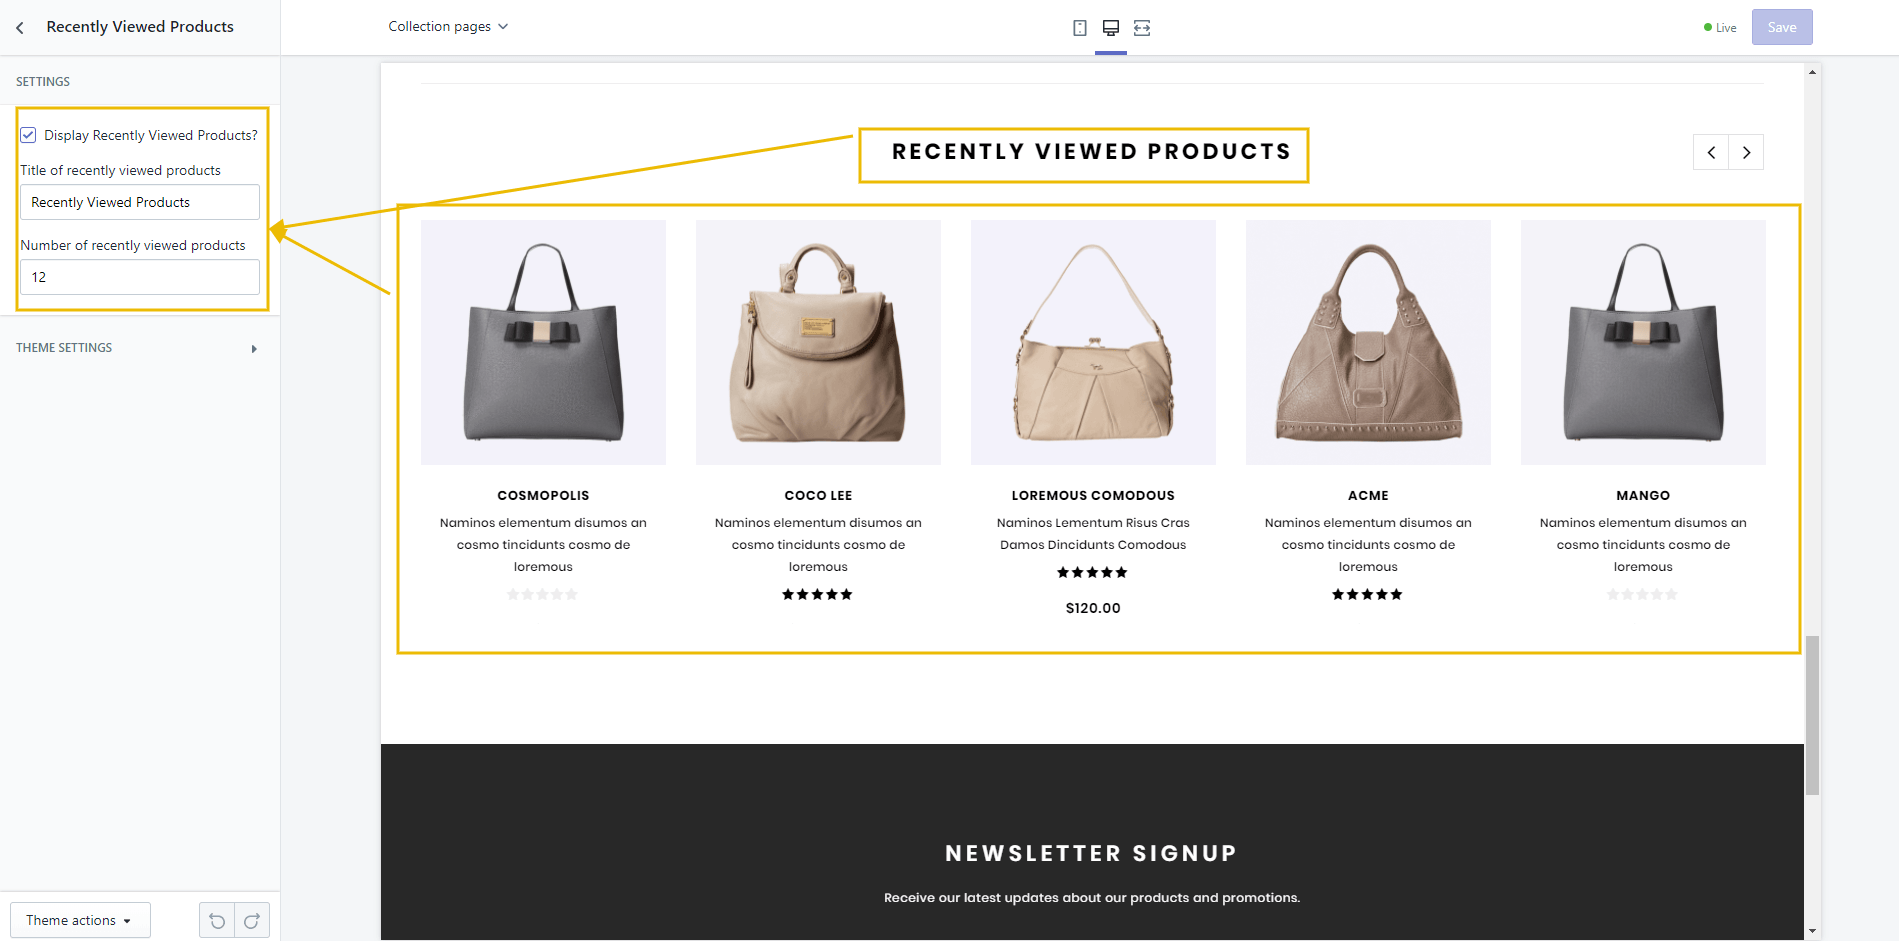 Recently Viewed Products
Collection pages
Live
Save
SETTINGS
Display Recently Viewed Products?
Title of recently viewed products
Recently Viewed Products
Number of recently viewed products
12
THEME SETTINGS
Theme actions
RECENTLY VIEWED PRODUCTS
COSMOPOLIS
Naminos elementum disumos an
cosmo tincidunts cosmo de
loremous
COCO LEE
Naminos elementum disumos an
cosmo tincidunts cosmo de
loremous
LOREMOUS COMODOUS
Naminos Lementum Risus Cras
Damos Dincidunts Comodous
$120.00
ACME
Naminos elementum disumos an
cosmo tincidunts cosmo de
loremous
MANGO
Naminos elementum disumos an
cosmo tincidunts cosmo de
loremous
NEWSLETTER SIGNUP
Receive our latest updates about our products and promotions.